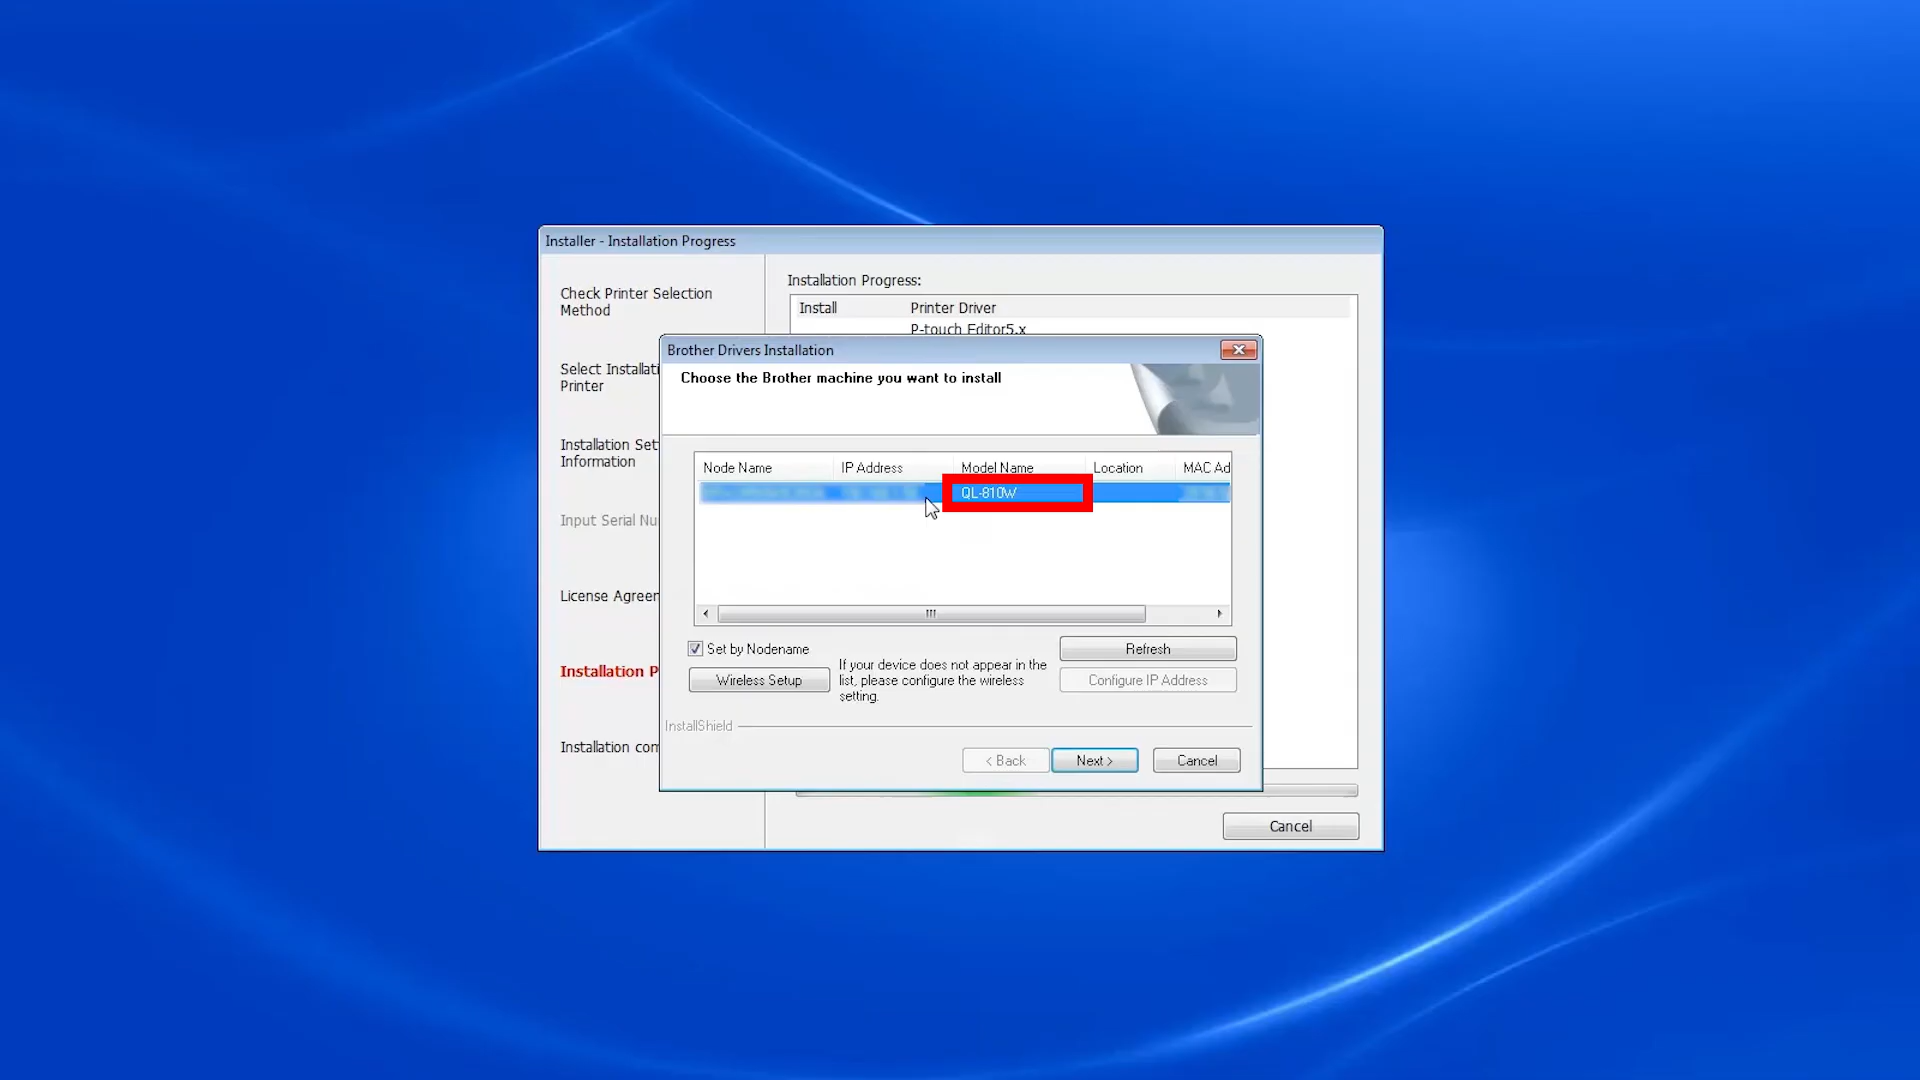 Installer - Installation Progress
Check Printer Selection
Method
Select Installati
Printer
Installation Set
Information
Input Serial Nu
License Agreen
Installation P
Installation com
Installation Progress:
Install Printer Driver
P-touch Editor5.x
Brother Drivers Installation
Choose the Brother machine you want to install
Node Name IP Address Model Name Location MAC Ad
QL-810W
Set by Nodename
Wireless Setup
If your device does not appear in the
list, please configure the wireless
setting.
Refresh
Configure IP Address
InstallShield
< Back Next > Cancel
Cancel